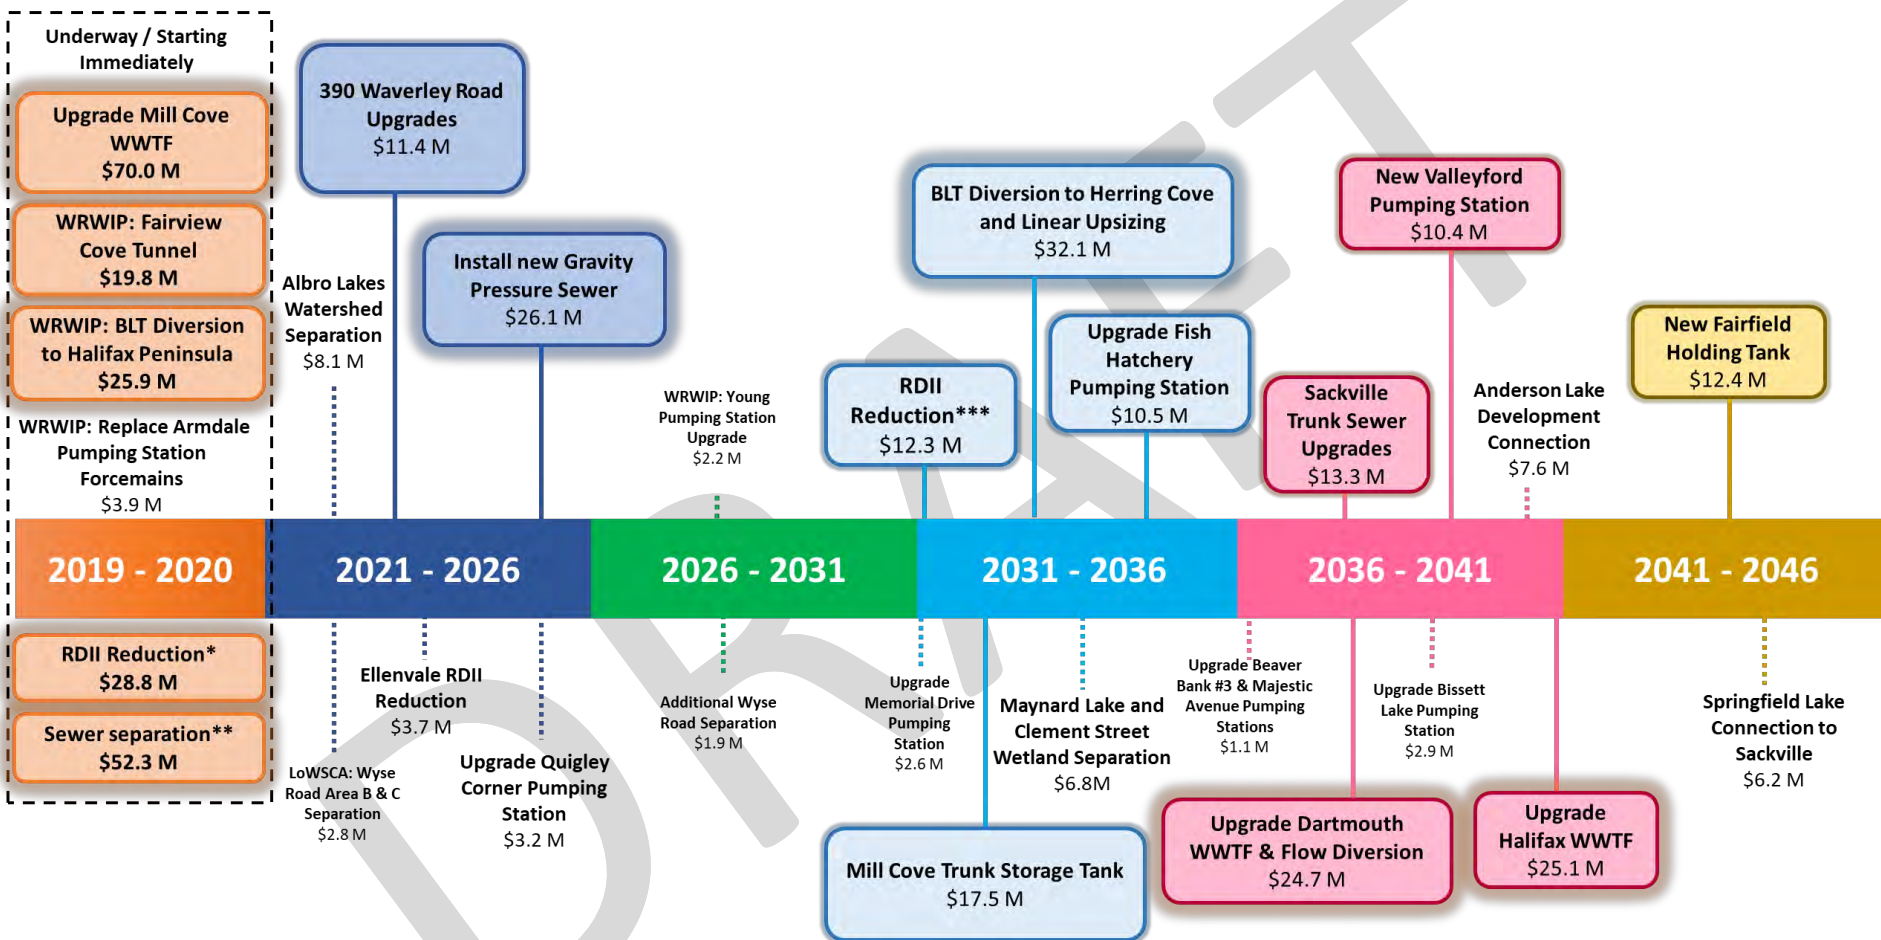 Underway / Starting
Immediately
Upgrade Mill Cove
WWTF
$70.0 M
WRWIP: Fairview
Cove Tunnel
$19.8 M
WRWIP: BLT Diversion
to Halifax Peninsula
$25.9 M
WRWIP: Replace Armdale
Pumping Station
Forcemains
$3.9 M
390 Waverley Road
Upgrades
$11.4 M
Albro Lakes
Watershed
Separation
$8.1 M
Install new Gravity
Pressure Sewer
$26.1 M
WRWIP: Young
Pumping Station
Upgrade
$2.2 M
RDII
Reduction***
$12.3 M
BLT Diversion to Herring Cove
and Linear Upsizing
$32.1 M
Upgrade Fish
Hatchery
Pumping Station
$10.5 M
Sackville
Trunk Sewer
Upgrades
$13.3 M
New Valleyford
Pumping Station
$10.4 M
Anderson Lake
Development
Connection
$7.6 M
New Fairfield
Holding Tank
$12.4 M
2019 - 2020
2021 - 2026
2026 - 2031
2031 - 2036
2036 - 2041
2041 - 2046
RDII Reduction*
$28.8 M
Sewer separation**
$52.3 M
LoWSCA: Wyse
Road Area B & C
Separation
$2.8 M
Ellenvale RDII
Reduction
$3.7 M
Upgrade Quigley
Corner Pumping
Station
$3.2 M
Additional Wyse
Road Separation
$1.9 M
Upgrade
Memorial Drive
Pumping
Station
$2.6 M
Mill Cove Trunk Storage Tank
$17.5 M
Maynard Lake and
Clement Street
Wetland Separation
$6.8M
Upgrade Beaver
Bank #3 & Majestic
Avenue Pumping
Stations
$1.1 M
Upgrade Dartmouth
WWTF & Flow Diversion
$24.7 M
Upgrade Bissett
Lake Pumping
Station
$2.9 M
Upgrade
Halifax WWTF
$25.1 M
Springfield Lake
Connection to
Sackville
$6.2 M
DRAFT